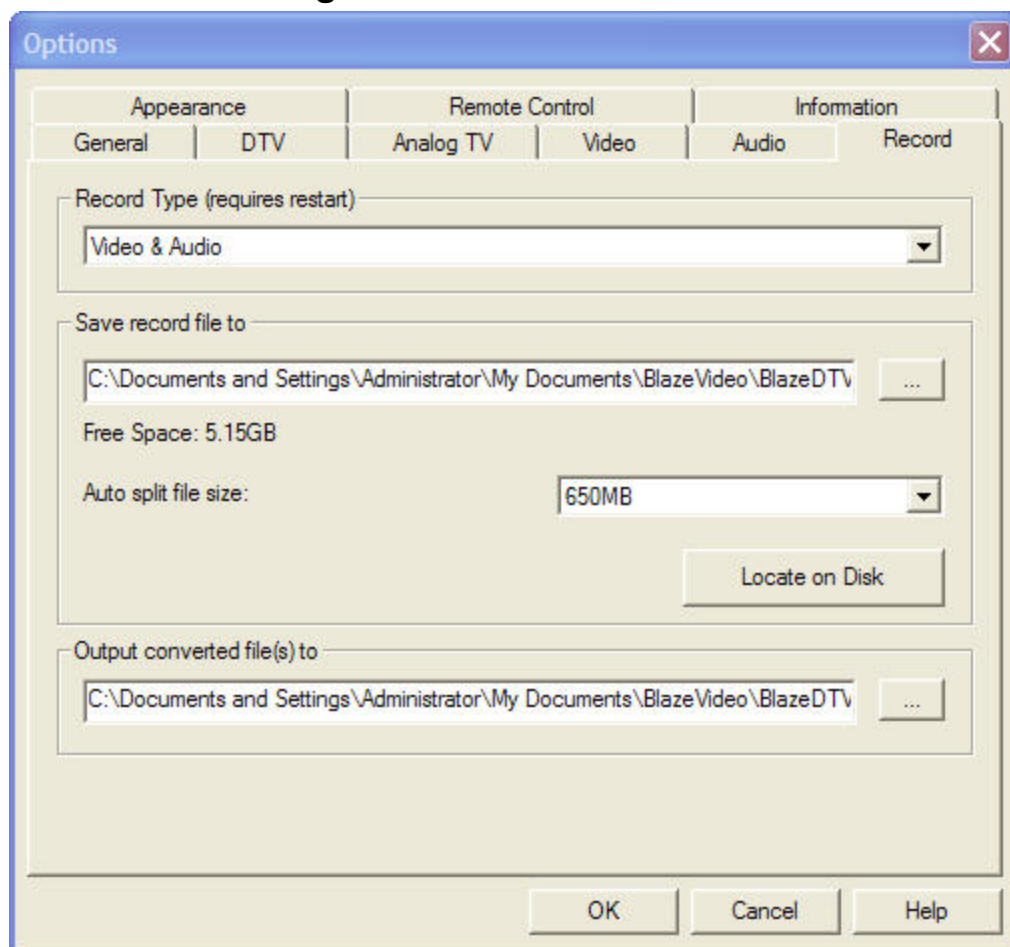 Options
Appearance Remote Control Information
General DTV Analog TV Video Audio Record
Record Type (requires restart)
Video & Audio
Save record file to
C:\Documents and Settings\Administrator\My Documents\BlazeVideo\BlazeDTV ...
Free Space: 5.15GB
Auto split file size: 650MB
Locate on Disk
Output converted file(s) to
C:\Documents and Settings\Administrator\My Documents\BlazeVideo\BlazeDTV ...
OK Cancel Help